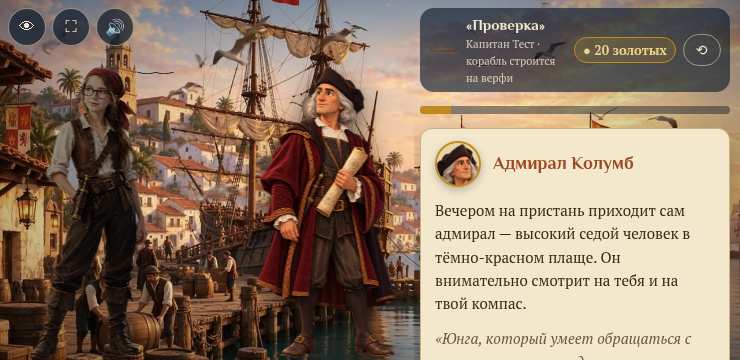 «Проверка»
Капитан Тест ·
корабль строится
на верфи
● 20 золотых
Адмирал Колумб
Вечером на пристань приходит сам
адмирал — высокий седой человек в
тёмно-красном плаще. Он
внимательно смотрит на тебя и на
твой компас.
«Юнга, который умеет обращаться с